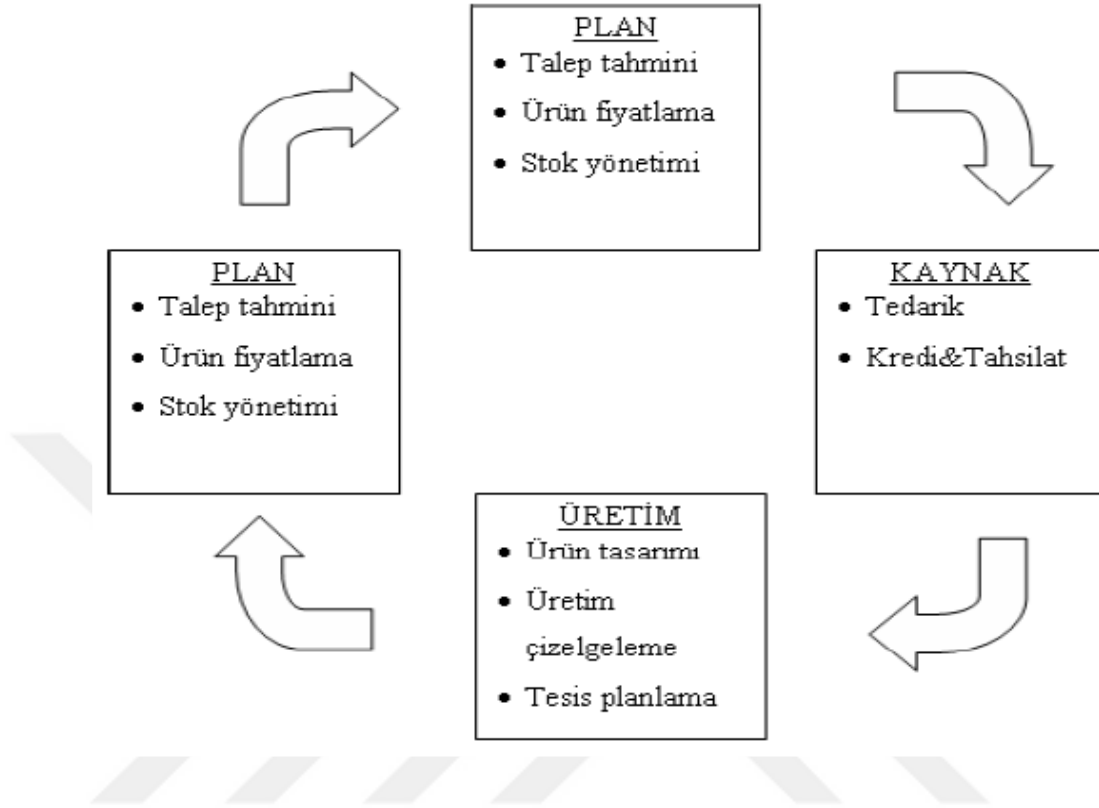 PLAN
• Talep tahmini
• Ürün fiyatlama
• Stok yönetimi
PLAN
• Talep tahmini
• Ürün fiyatlama
• Stok yönetimi
KAYNAK
• Tedarik
• Kredi&Tahsilat
ÜRETİM
• Ürün tasarımı
• Üretim
çizelgeleme
• Tesis planlama